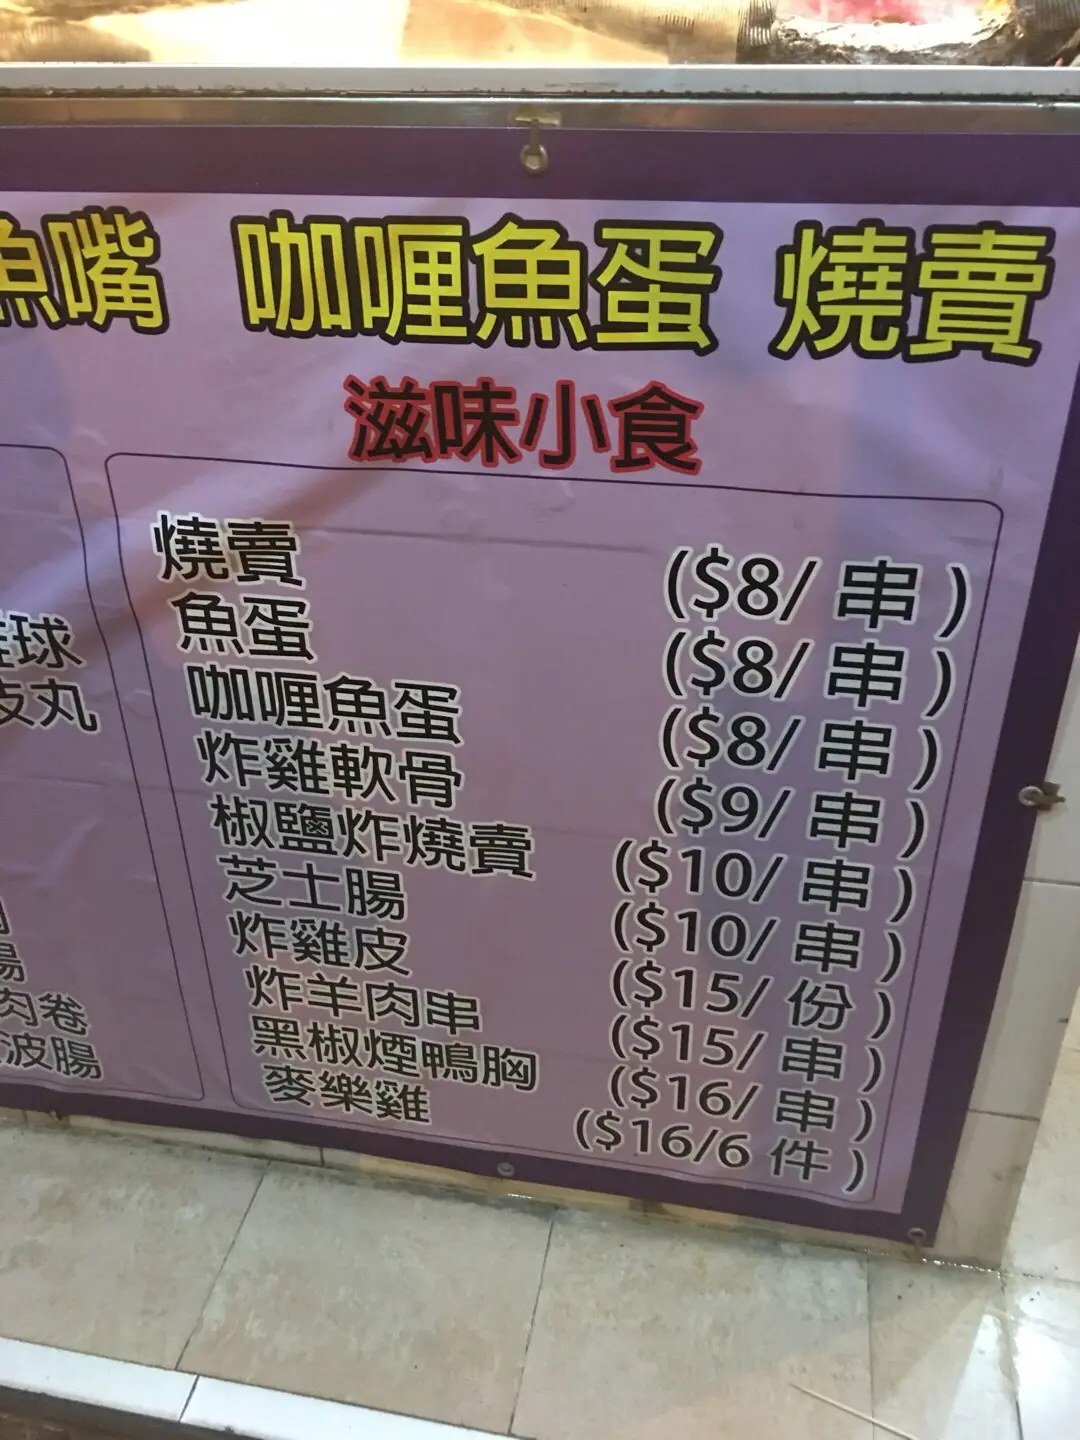 魚嘴 咖喱魚蛋 燒賣
滋味小食
燒賣 ($8/ 串 )
魚蛋 ($8/ 串 )
咖喱魚蛋 ($8/ 串 )
炸雞軟骨 ($9/ 串 )
椒鹽炸燒賣 ($10/ 串 )
芝士腸 ($10/ 串 )
炸雞皮 ($15/ 份 )
炸羊肉串 ($15/ 串 )
黑椒煙鴨胸 ($16/ 串 )
麥樂雞 ($16/6 件 )
球
皮丸
腸
肉卷
波腸